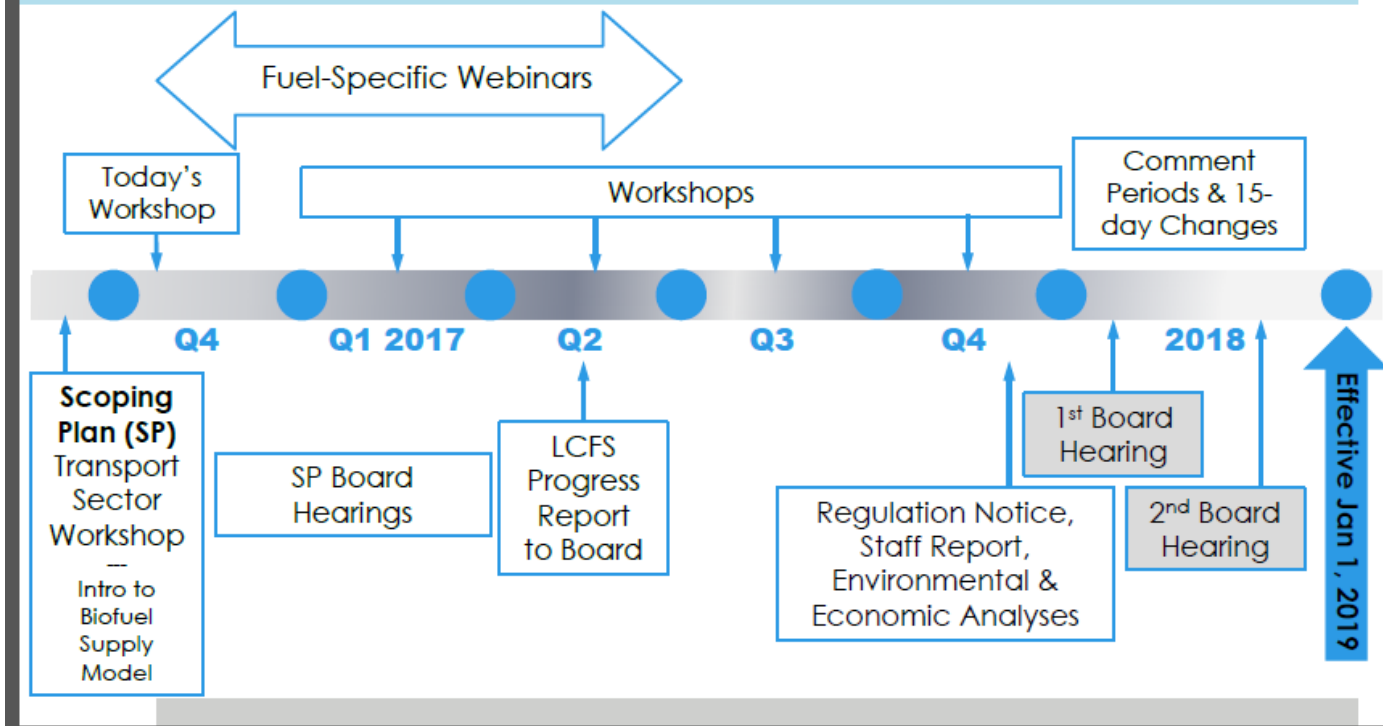 Fuel-Specific Webinars
Today's
Workshop
Workshops
Comment
Periods & 15-
day Changes
Q4
Q1 2017
Q2
Q3
Q4
2018
Scoping
Plan (SP)
Transport
Sector
Workshop
---
Intro to
Biofuel
Supply
Model
SP Board
Hearings
LCFS
Progress
Report
to Board
Regulation Notice,
Staff Report,
Environmental &
Economic Analyses
1st Board
Hearing
2nd Board
Hearing
Effective Jan 1, 2019